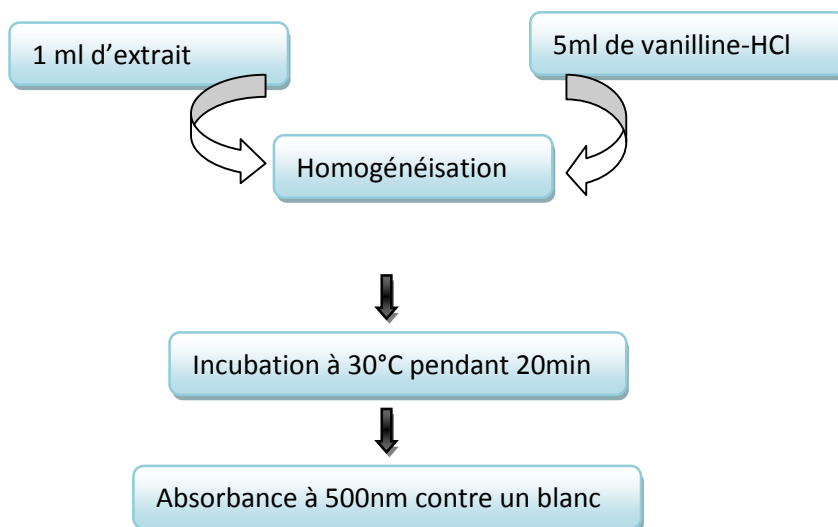 1 ml d’extrait
5ml de vanilline-HCl
Homogénéisation
Incubation à 30°C pendant 20min
Absorbance à 500nm contre un blanc